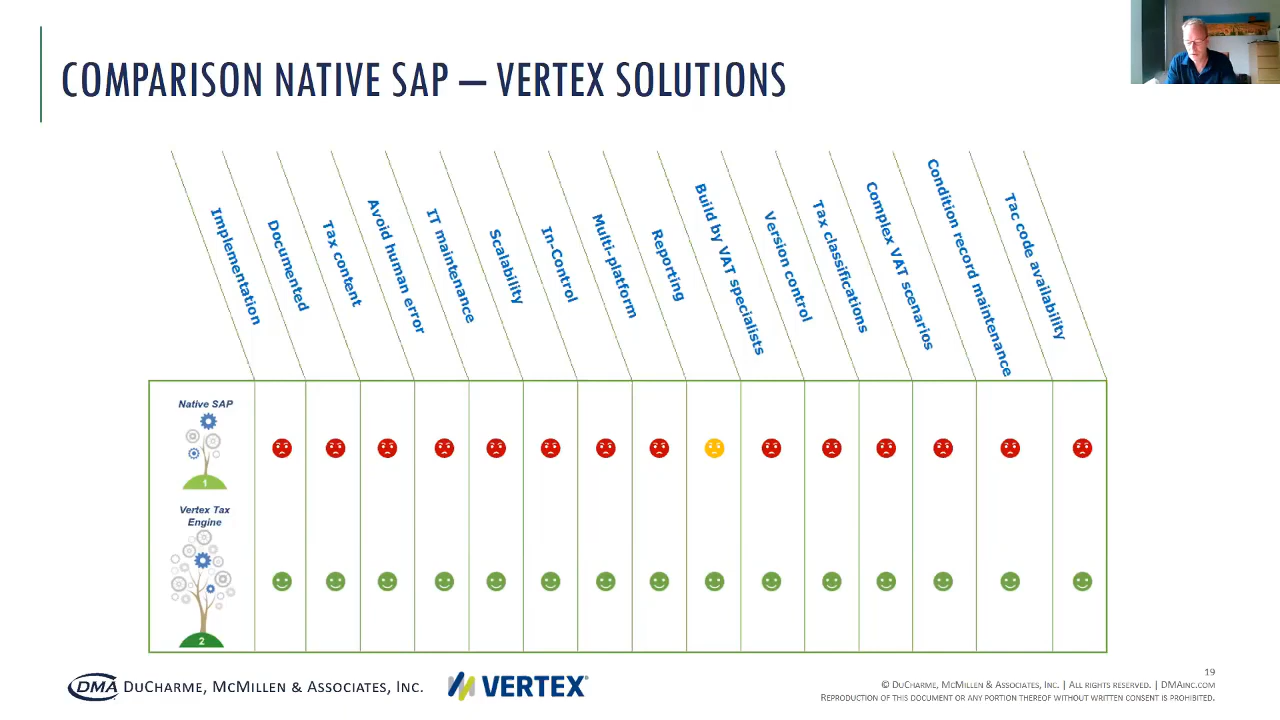 COMPARISON NATIVE SAP – VERTEX SOLUTIONS
Implementation
Documented
Tax content
Avoid human error
IT maintenance
Scalability
In-Control
Multi-platform
Reporting
Build by VAT specialists
Version control
Tax classifications
Complex VAT scenarios
Condition record maintenance
Tac code availability
Native SAP
1
Vertex Tax
Engine
2
DMA DUCHARME, MCMILLEN & ASSOCIATES, INC.
VERTEX®
19
© DUCHARME, MCMILLEN & ASSOCIATES, INC. | ALL RIGHTS RESERVED. | DMAINC.COM
REPRODUCTION OF THIS DOCUMENT OR ANY PORTION THEREOF WITHOUT WRITTEN CONSENT IS PROHIBITED.